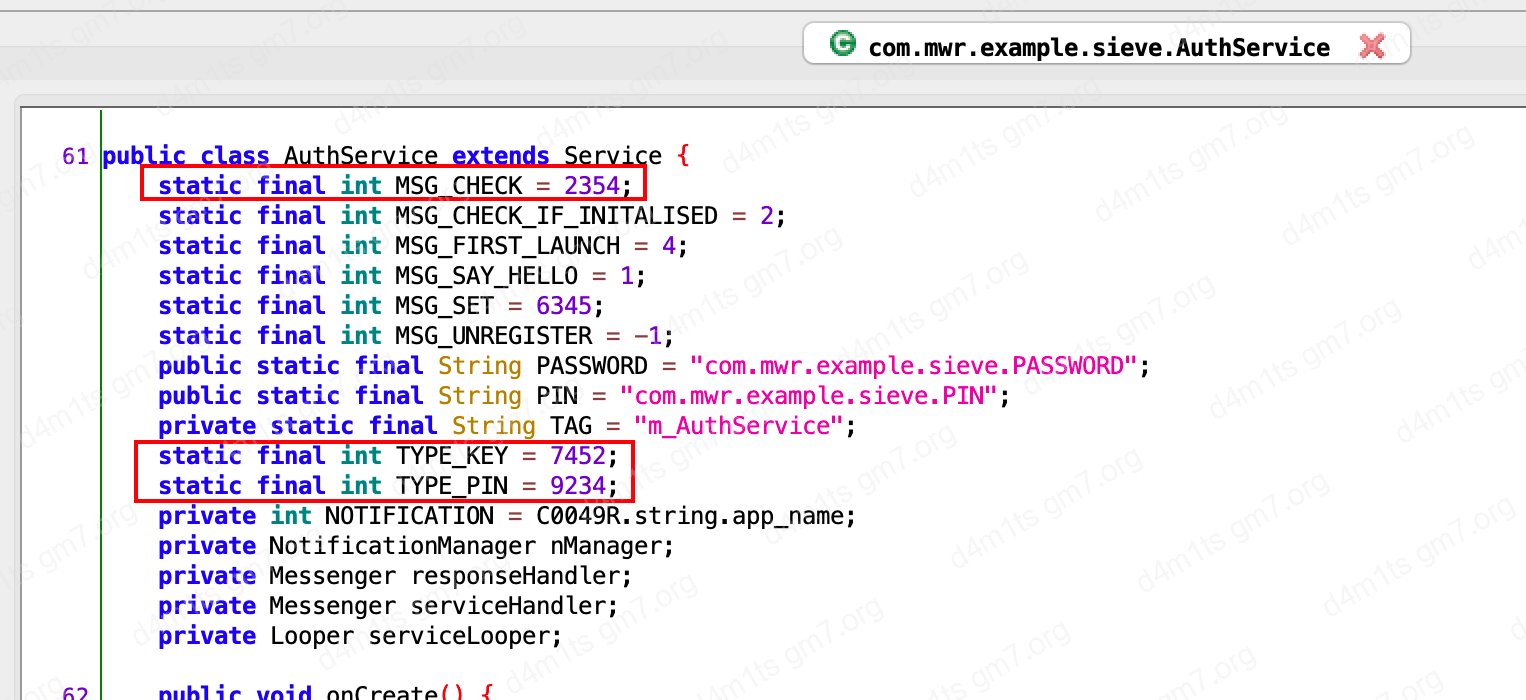 com.mwr.example.sieve.AuthService
61 public class AuthService extends Service {
static final int MSG_CHECK = 2354;
static final int MSG_CHECK_IF_INITALISED = 2;
static final int MSG_FIRST_LAUNCH = 4;
static final int MSG_SAY_HELLO = 1;
static final int MSG_SET = 6345;
static final int MSG_UNREGISTER = -1;
public static final String PASSWORD = "com.mwr.example.sieve.PASSWORD";
public static final String PIN = "com.mwr.example.sieve.PIN";
private static final String TAG = "m_AuthService";
static final int TYPE_KEY = 7452;
static final int TYPE_PIN = 9234;
private int NOTIFICATION = C0049R.string.app_name;
private NotificationManager nManager;
private Messenger responseHandler;
private Messenger serviceHandler;
private Looper serviceLooper;
62 public void onCreate() {
d4m1ts gm7.org